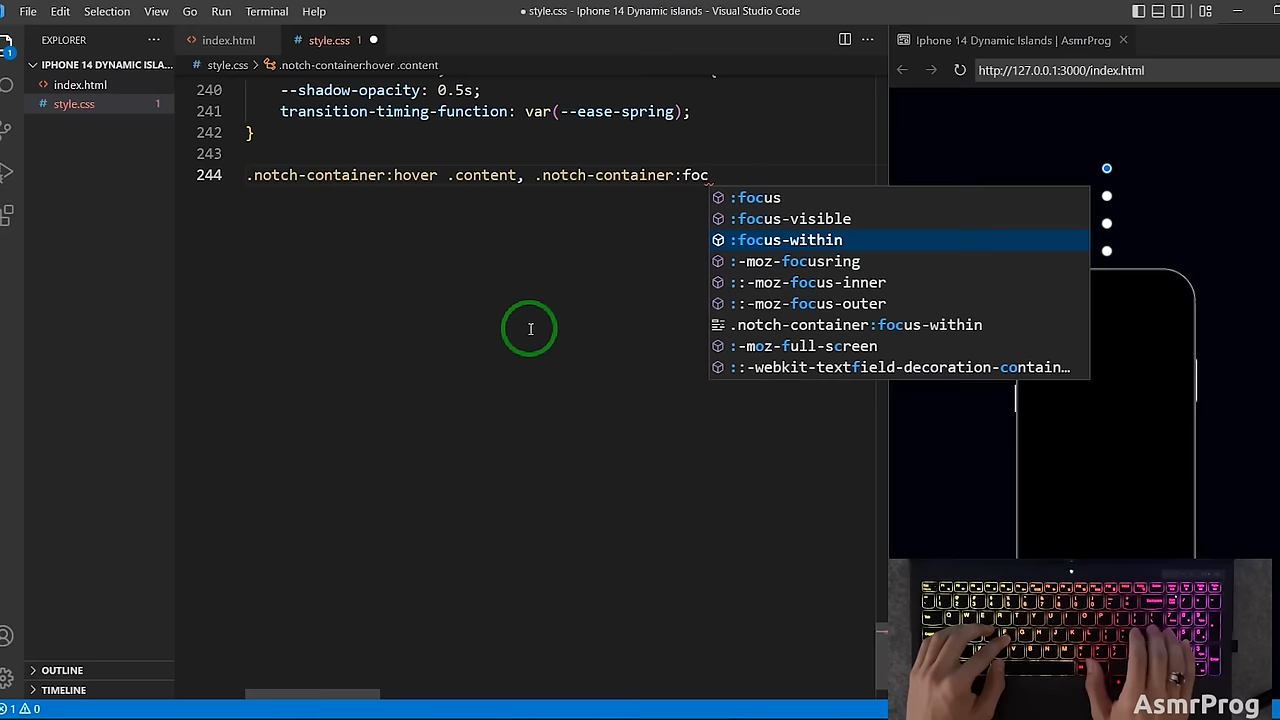 File Edit Selection View Go Run Terminal Help
● style.css - Iphone 14 Dynamic islands - Visual Studio Code
EXPLORER ···
<> index.html
# style.css 1 ●
Iphone 14 Dynamic Islands | AsmrProg
IPHONE 14 DYNAMIC ISLA...
# style.css > .notch-container:hover .content
http://127.0.0.1:3000/index.html
<> index.html
# style.css 1
1
240 --shadow-opacity: 0.5s;
241 transition-timing-function: var(--ease-spring);
242 }
243
244 .notch-container:hover .content, .notch-container:foc
:focus
:focus-visible
:focus-within
:-moz-focusring
::-moz-focus-inner
::-moz-focus-outer
.notch-container:focus-within
:-moz-full-screen
::-webkit-textfield-decoration-contain…
OUTLINE
TIMELINE
1 0
AsmrProg